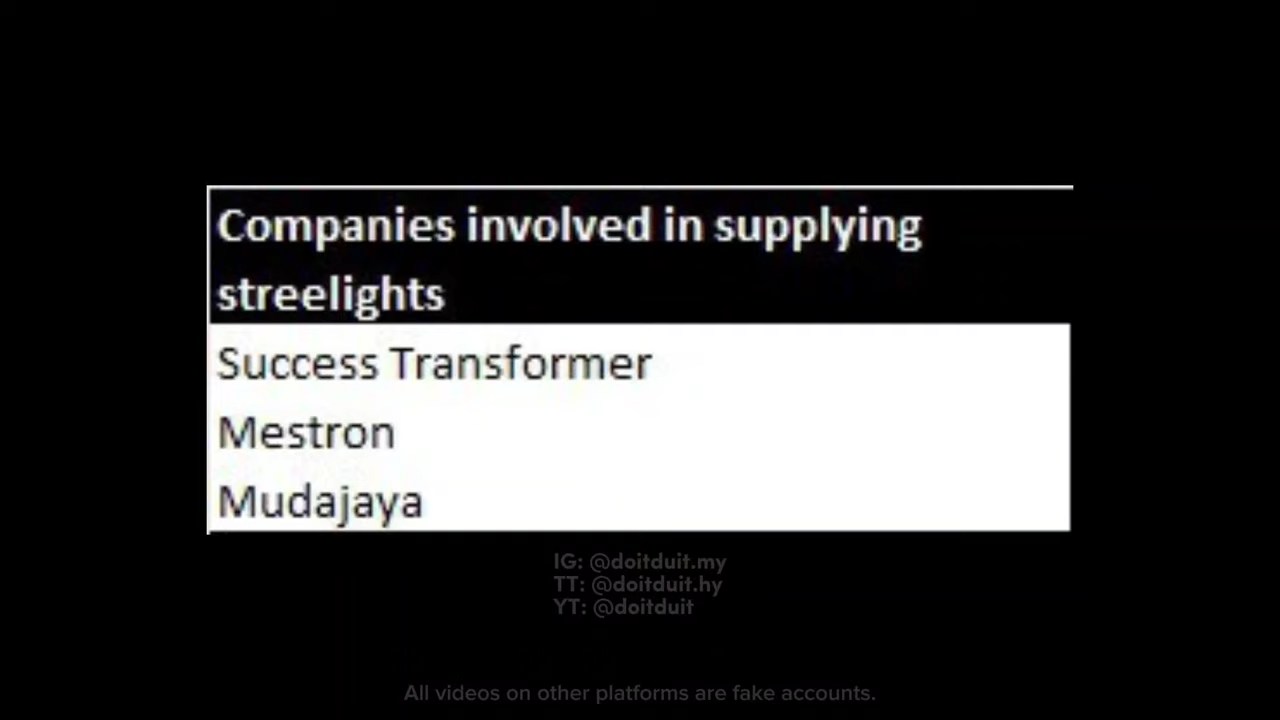 Companies involved in supplying
streelights
Success Transformer
Mestron
Mudajaya
IG: @doitduit.my
TT: @doitduit.hy
YT: @doitduit
All videos on other platforms are fake accounts.